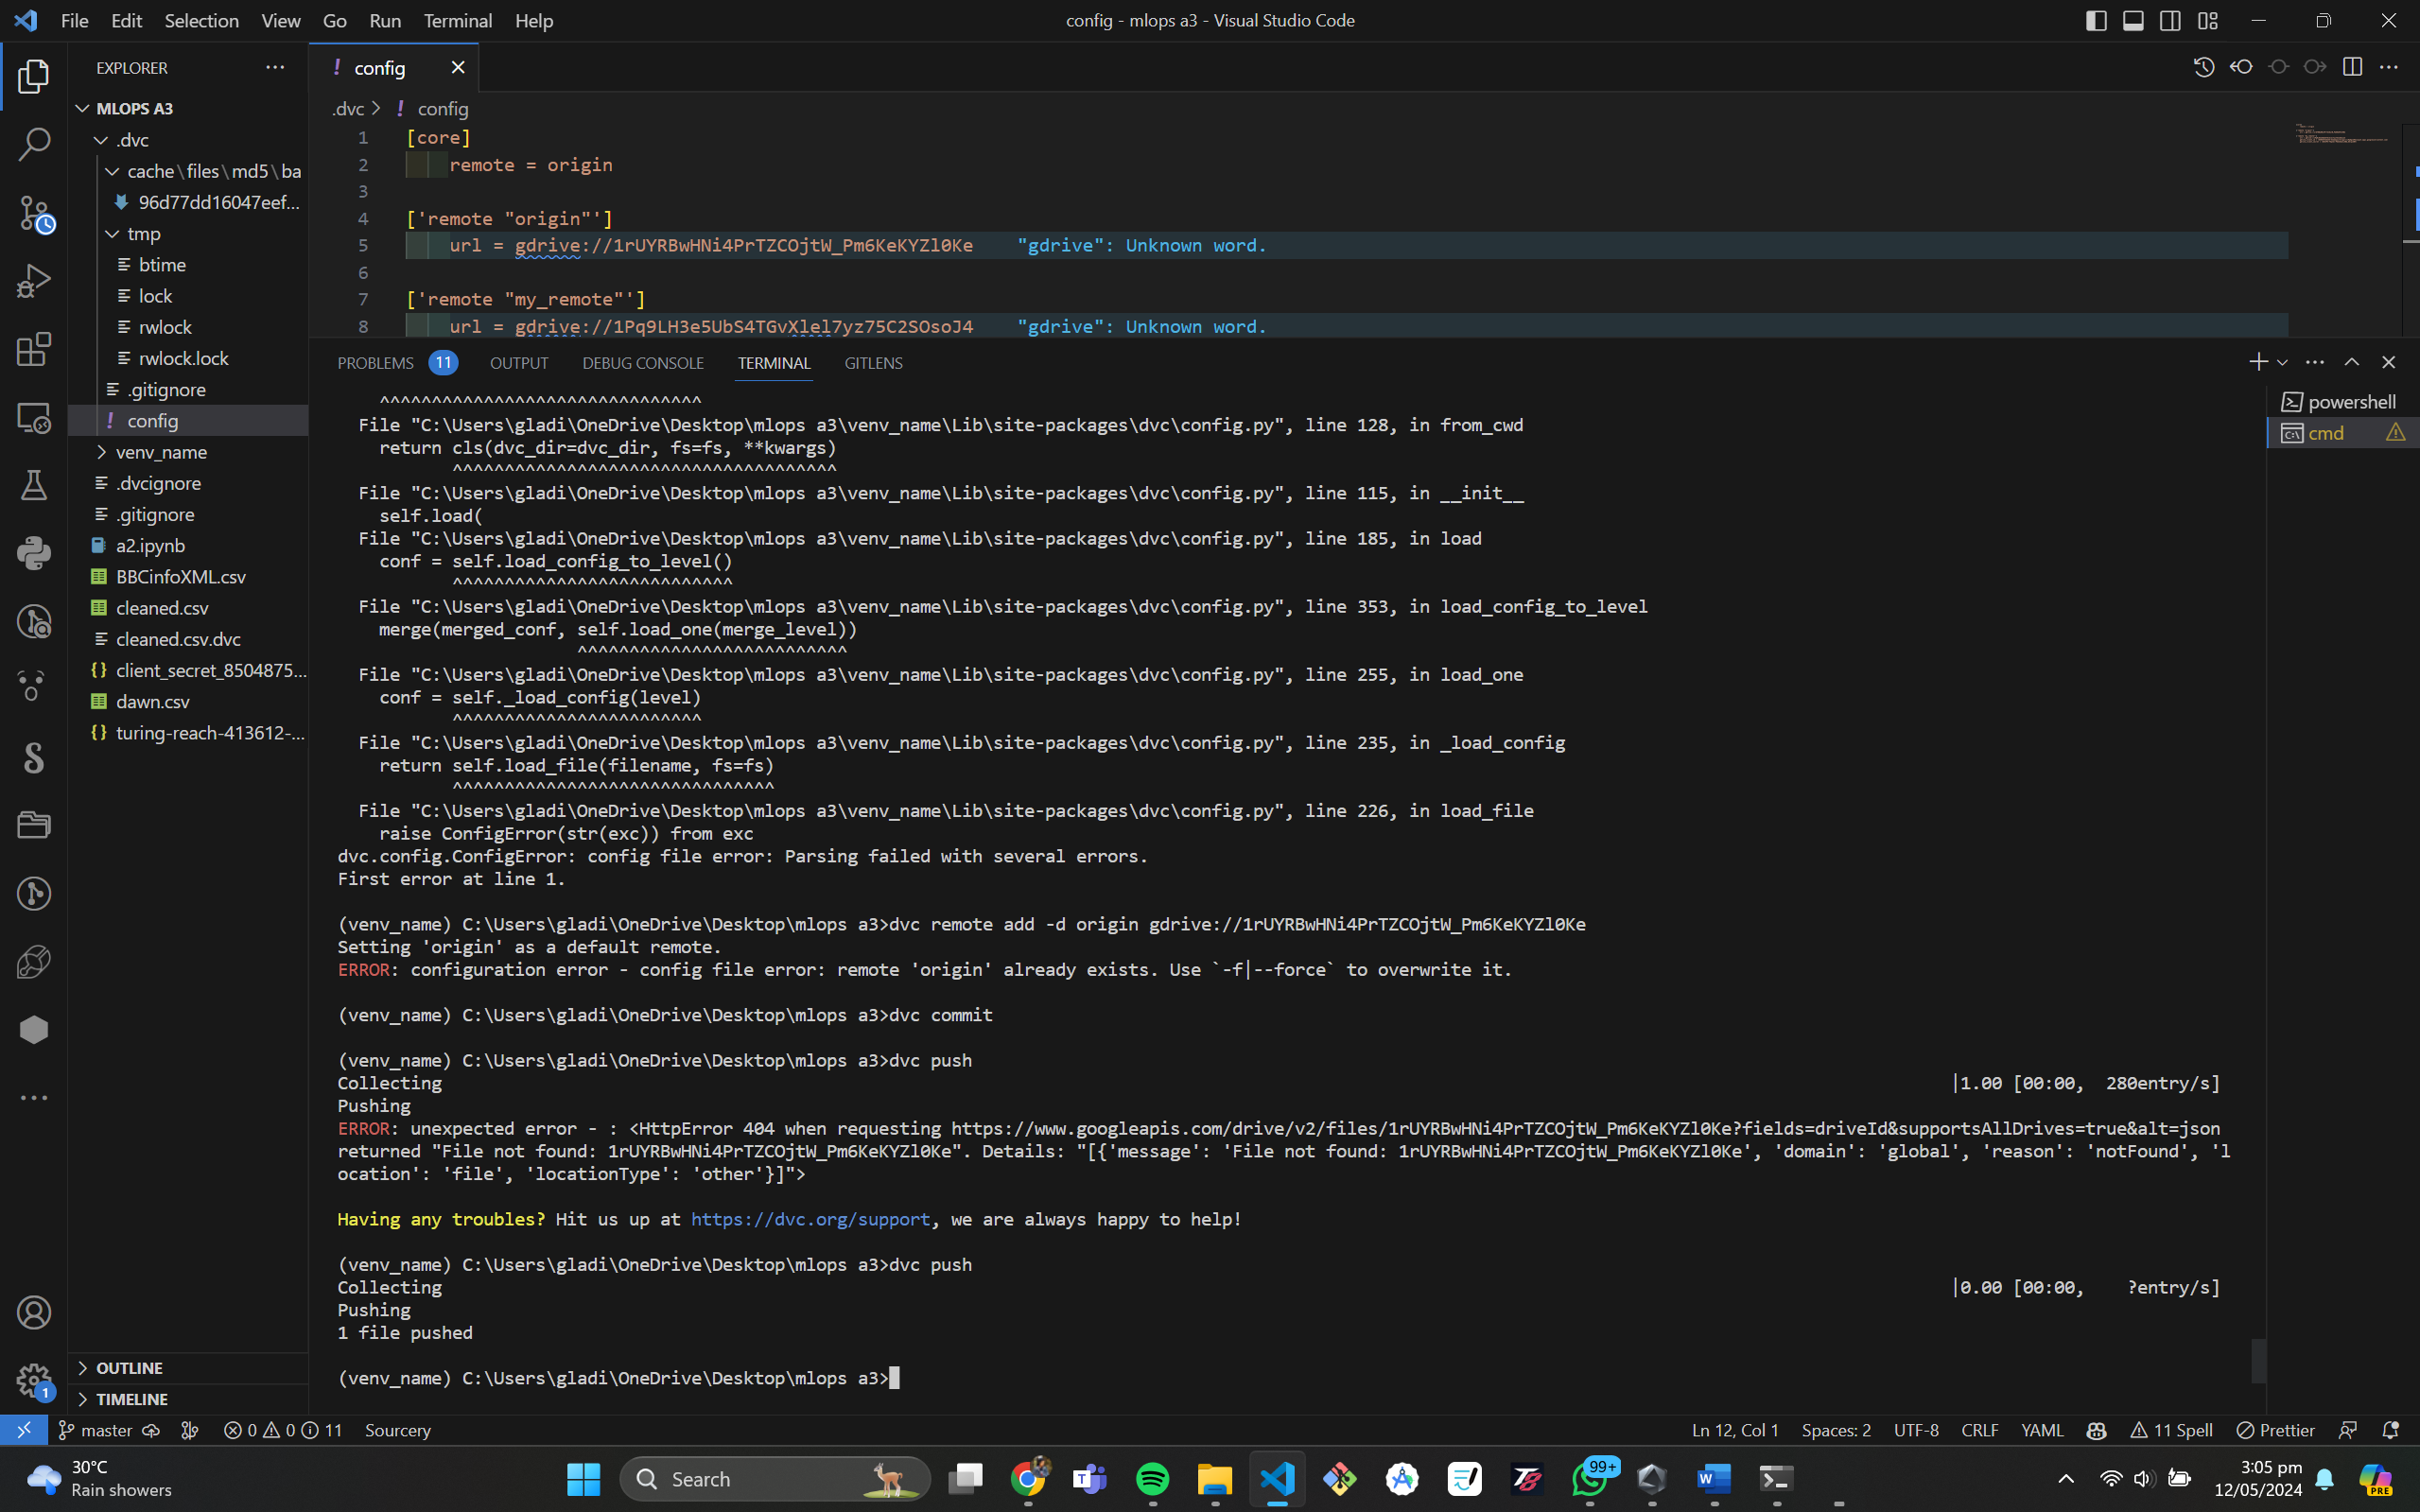 File Edit Selection View Go Run Terminal Help
config - mlops a3 - Visual Studio Code
EXPLORER
MLOPS A3
.dvc
cache\files\md5\ba
96d77dd16047eef...
tmp
btime
lock
rwlock
rwlock.lock
.gitignore
config
venv_name
.dvcignore
.gitignore
a2.ipynb
BBCinfoXML.csv
cleaned.csv
cleaned.csv.dvc
client_secret_8504875...
dawn.csv
turing-reach-413612-...
OUTLINE
TIMELINE
config
.dvc > ! config
1 [core]
2 remote = origin
3
4 ['remote "origin"']
5 url = gdrive://1rUYRBwHNi4PrTZCOjtW_Pm6KeKYZl0Ke "gdrive": Unknown word.
6
7 ['remote "my_remote"']
8 url = gdrive://1Pq9LH3e5UbS4TGvXlel7yz75C2SOsoJ4 "gdrive": Unknown word.
PROBLEMS 11 OUTPUT DEBUG CONSOLE TERMINAL GITLENS
powershell
cmd
^^^^^^^^^^^^^^^^^^^^^^^^^^^^^^^
File "C:\Users\gladi\OneDrive\Desktop\mlops a3\venv_name\Lib\site-packages\dvc\config.py", line 128, in from_cwd
return cls(dvc_dir=dvc_dir, fs=fs, **kwargs)
^^^^^^^^^^^^^^^^^^^^^^^^^^^^^^^^^^^^^
File "C:\Users\gladi\OneDrive\Desktop\mlops a3\venv_name\Lib\site-packages\dvc\config.py", line 115, in __init__
self.load(
File "C:\Users\gladi\OneDrive\Desktop\mlops a3\venv_name\Lib\site-packages\dvc\config.py", line 185, in load
conf = self.load_config_to_level()
^^^^^^^^^^^^^^^^^^^^^^^^^^^
File "C:\Users\gladi\OneDrive\Desktop\mlops a3\venv_name\Lib\site-packages\dvc\config.py", line 353, in load_config_to_level
merge(merged_conf, self.load_one(merge_level))
^^^^^^^^^^^^^^^^^^^^^^^^^^
File "C:\Users\gladi\OneDrive\Desktop\mlops a3\venv_name\Lib\site-packages\dvc\config.py", line 255, in load_one
conf = self._load_config(level)
^^^^^^^^^^^^^^^^^^^^^^^^
File "C:\Users\gladi\OneDrive\Desktop\mlops a3\venv_name\Lib\site-packages\dvc\config.py", line 235, in _load_config
return self.load_file(filename, fs=fs)
^^^^^^^^^^^^^^^^^^^^^^^^^^^^^^^
File "C:\Users\gladi\OneDrive\Desktop\mlops a3\venv_name\Lib\site-packages\dvc\config.py", line 226, in load_file
raise ConfigError(str(exc)) from exc
dvc.config.ConfigError: config file error: Parsing failed with several errors.
First error at line 1.
(venv_name) C:\Users\gladi\OneDrive\Desktop\mlops a3>dvc remote add -d origin gdrive://1rUYRBwHNi4PrTZCOjtW_Pm6KeKYZl0Ke
Setting 'origin' as a default remote.
ERROR: configuration error - config file error: remote 'origin' already exists. Use `-f|--force` to overwrite it.
(venv_name) C:\Users\gladi\OneDrive\Desktop\mlops a3>dvc commit
(venv_name) C:\Users\gladi\OneDrive\Desktop\mlops a3>dvc push
Collecting |1.00 [00:00, 280entry/s]
Pushing
ERROR: unexpected error - : <HttpError 404 when requesting https://www.googleapis.com/drive/v2/files/1rUYRBwHNi4PrTZCOjtW_Pm6KeKYZl0Ke?fields=driveId&supportsAllDrives=true&alt=json
returned "File not found: 1rUYRBwHNi4PrTZCOjtW_Pm6KeKYZl0Ke". Details: "[{'message': 'File not found: 1rUYRBwHNi4PrTZCOjtW_Pm6KeKYZl0Ke', 'domain': 'global', 'reason': 'notFound', 'l
ocation': 'file', 'locationType': 'other'}]">
Having any troubles? Hit us up at https://dvc.org/support, we are always happy to help!
(venv_name) C:\Users\gladi\OneDrive\Desktop\mlops a3>dvc push
Collecting |0.00 [00:00, ?entry/s]
Pushing
1 file pushed
(venv_name) C:\Users\gladi\OneDrive\Desktop\mlops a3>
1
master 0 0 11 Sourcery
Ln 12, Col 1 Spaces: 2 UTF-8 CRLF YAML 11 Spell Prettier
30°C
Rain showers
Search
99+
3:05 pm
12/05/2024
PRE